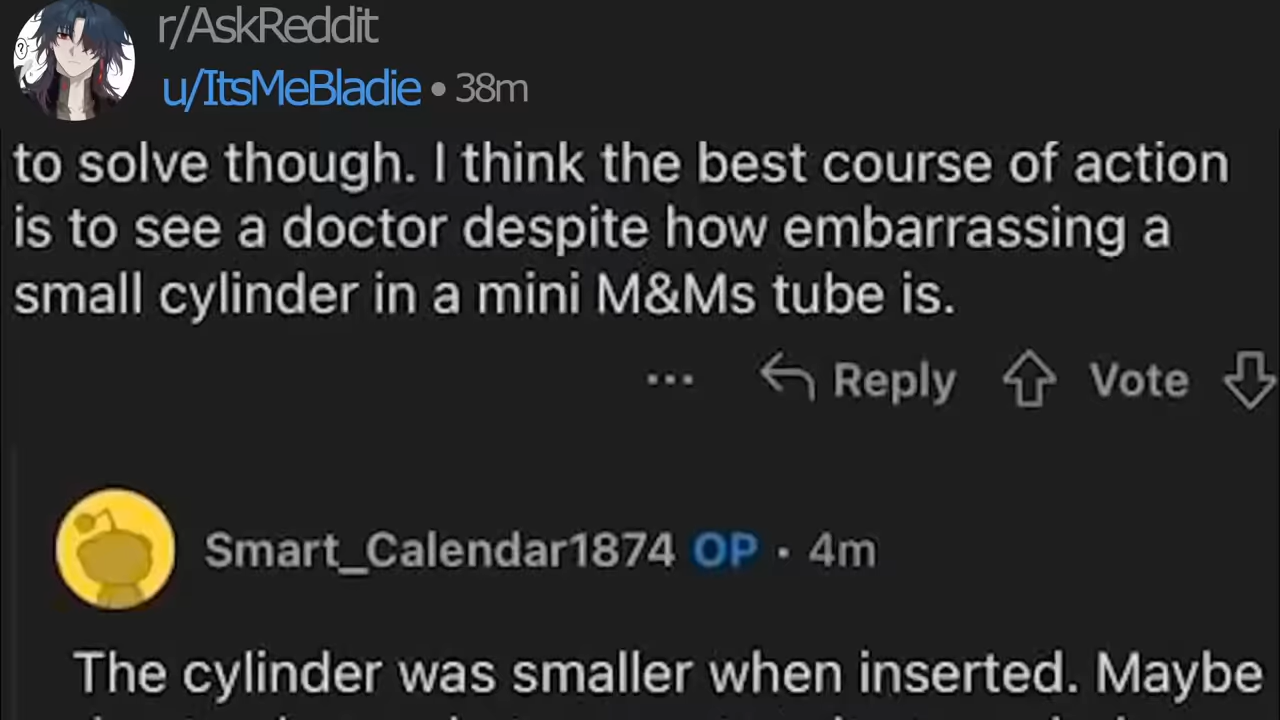 r/AskReddit
u/ItsMeBladie • 38m
to solve though. I think the best course of action
is to see a doctor despite how embarrassing a
small cylinder in a mini M&Ms tube is.
... Reply Vote
Smart_Calendar1874 OP · 4m
The cylinder was smaller when inserted. Maybe